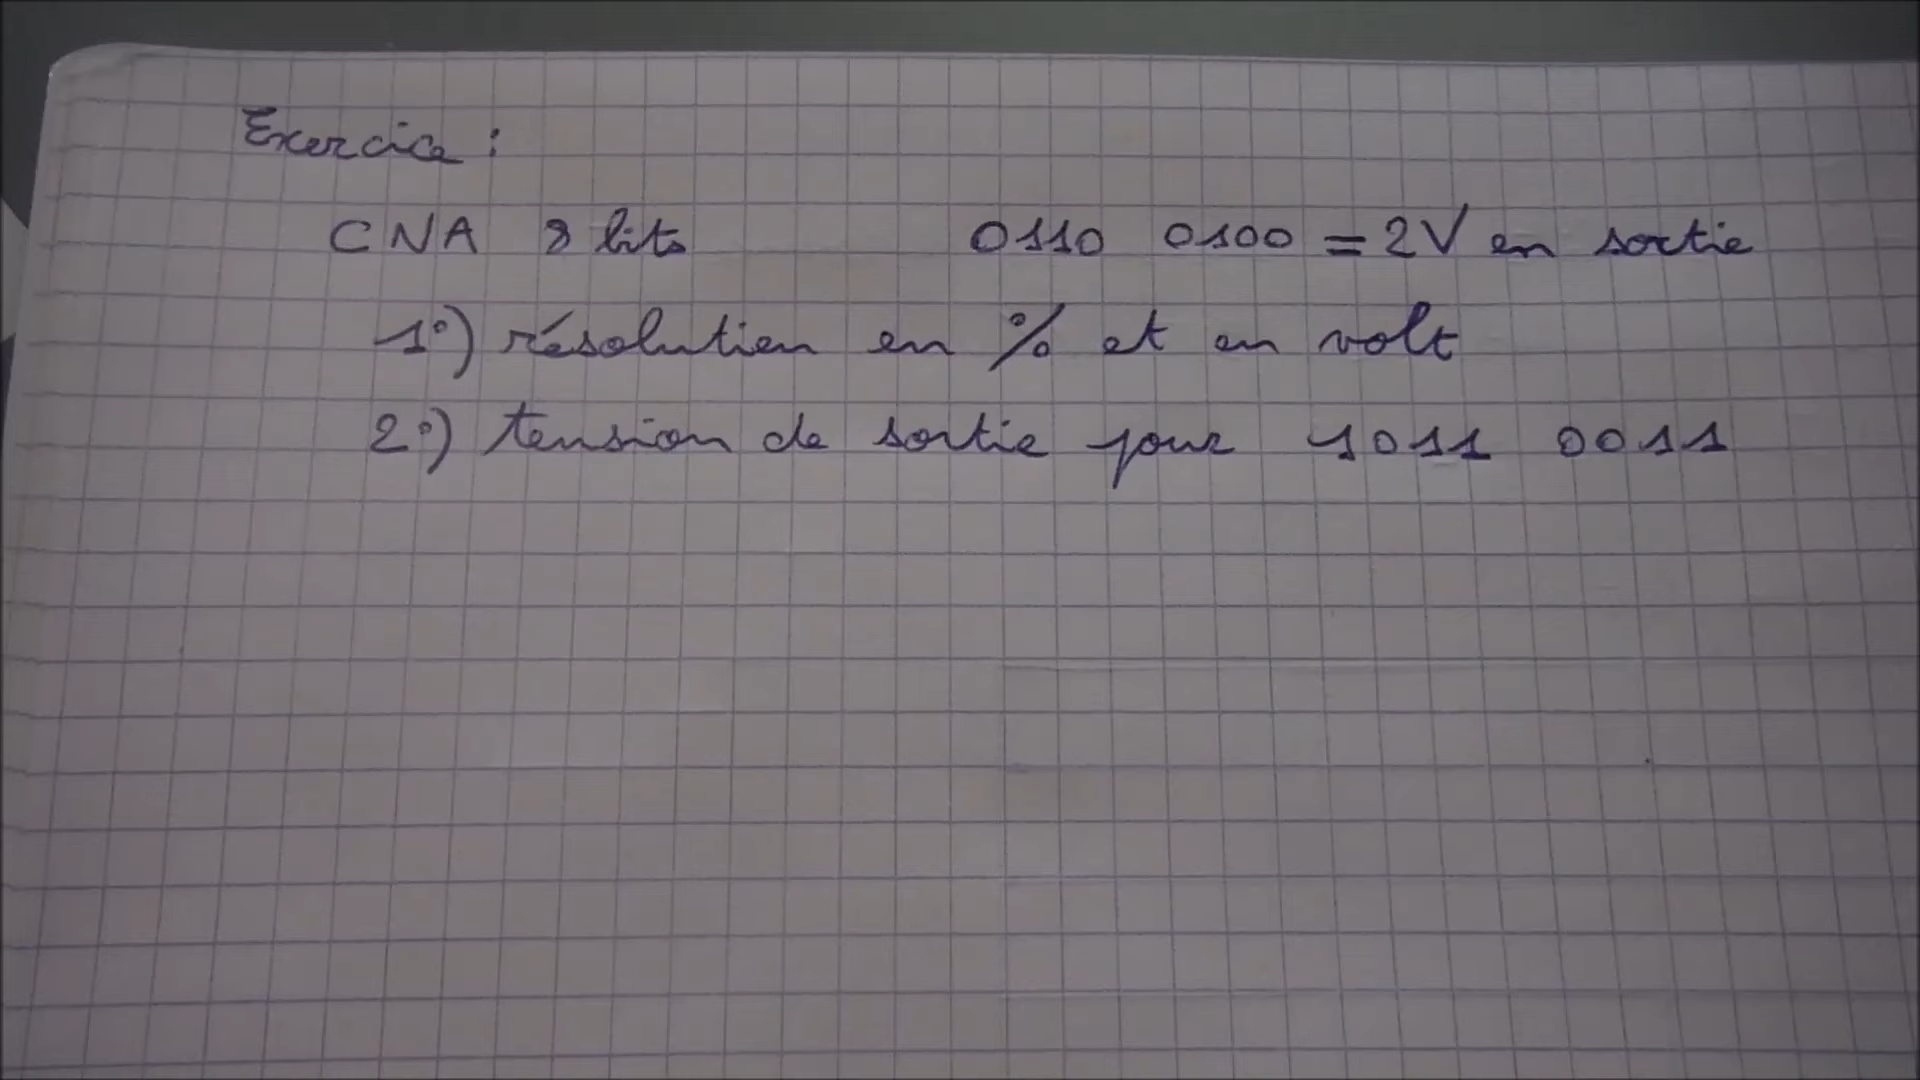 Exercice :
CNA 8 bits 0110 0100 = 2V en sortie
1°) résolution en % et en volt
2°) tension de sortie pour 1011 0011